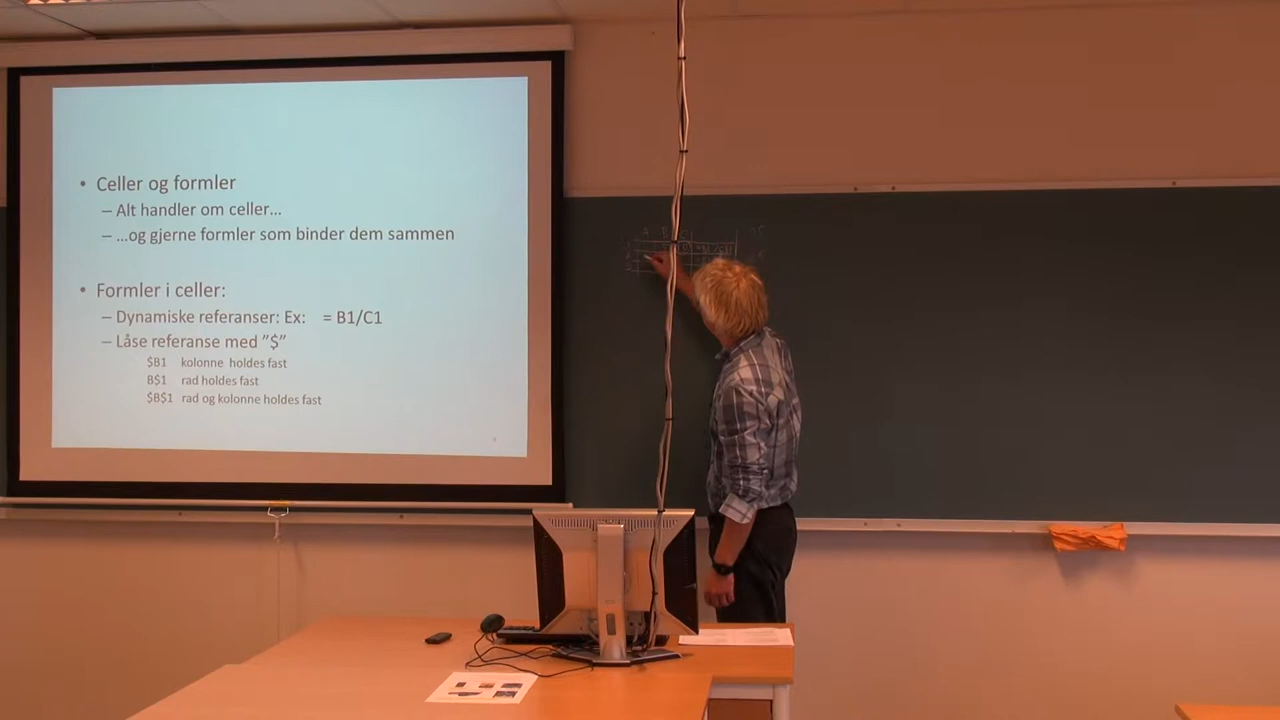 • Celler og formler
– Alt handler om celler...
– ...og gjerne formler som binder dem sammen
• Formler i celler:
– Dynamiske referanser: Ex: = B1/C1
– Låse referanse med ”$”
$B1 kolonne holdes fast
B$1 rad holdes fast
$B$1 rad og kolonne holdes fast